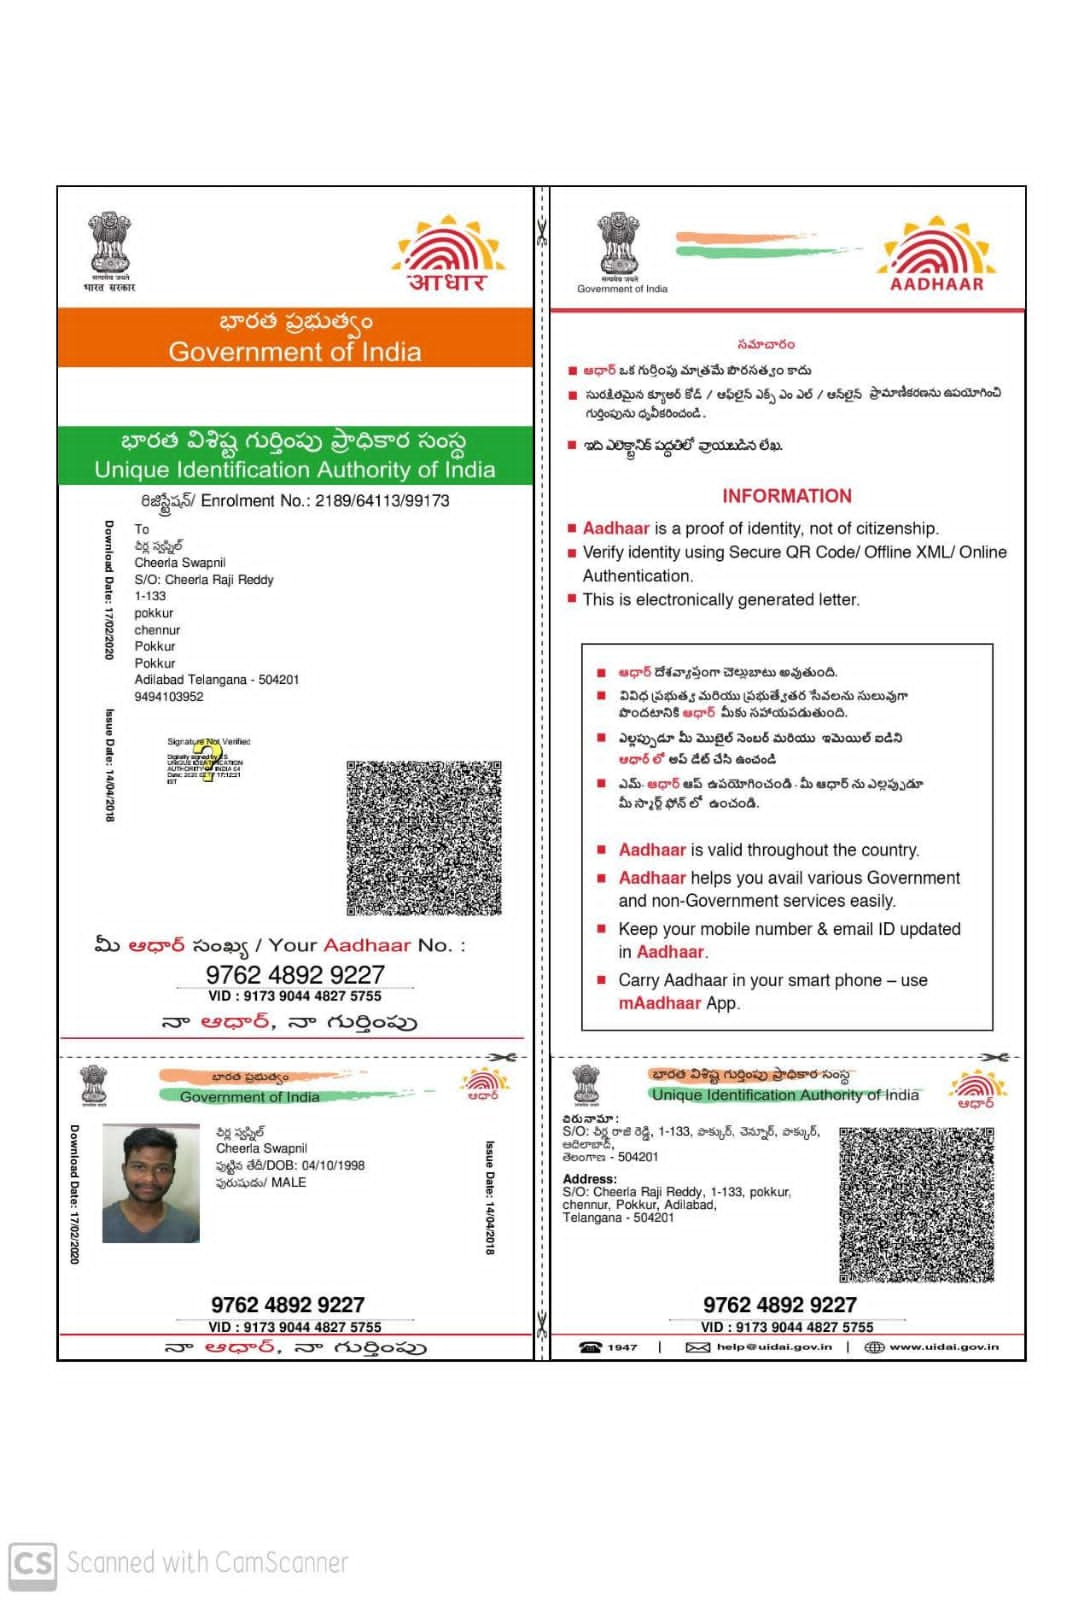 सत्यमेव जयते
भारत सरकार
आधार
భారత ప్రభుత్వం
Government of India
భారత విశిష్ట గుర్తింపు ప్రాధికార సంస్థ
Unique Identification Authority of India
రిజిస్ట్రేషన్/ Enrolment No.: 2189/64113/99173
Download Date: 17/02/2020
Issue Date: 14/04/2018
To
చీర్ల స్వప్నిల్
Cheerla Swapnil
S/O: Cheerla Raji Reddy
1-133
pokkur
chennur
Pokkur
Pokkur
Adilabad Telangana - 504201
9494103952
Signature Not Verified
Digitally signed by
UNIQUE IDENTIFICATION
AUTHORITY OF INDIA 04
IST
మీ ఆధార్ సంఖ్య / Your Aadhaar No. :
9762 4892 9227
VID : 9173 9044 4827 5755
నా ఆధార్, నా గుర్తింపు
सत्यमेव जयते
Government of India
AADHAAR
సమాచారం
ఆధార్ ఒక గుర్తింపు మాత్రమే పౌరసత్వం కాదు
సురక్షితమైన క్యూఆర్ కోడ్ / ఆఫ్‌లైన్ ఎక్స్ ఎం ఎల్ / ఆన్‌లైన్ ప్రామాణీకరణను ఉపయోగించి
గుర్తింపును ధృవీకరించండి.
ఇది ఎలెక్ట్రానిక్ పద్ధతిలో వ్రాయబడిన లేఖ.
INFORMATION
Aadhaar is a proof of identity, not of citizenship.
Verify identity using Secure QR Code/ Offline XML/ Online
Authentication.
This is electronically generated letter.
ఆధార్ దేశవ్యాప్తంగా చెల్లుబాటు అవుతుంది.
వివిధ ప్రభుత్వ మరియు ప్రభుత్వేతర సేవలను సులువుగా
పొందటానికి ఆధార్ మీకు సహాయపడుతుంది.
ఎల్లప్పుడూ మీ మొబైల్ నెంబర్ మరియు ఇమెయిల్ ఐడిని
ఆధార్ లో అప్ డేట్ చేసి ఉంచండి
ఎమ్- ఆధార్ ఆప్ ఉపయోగించండి - మీ ఆధార్ ను ఎల్లప్పుడూ
మీ స్మార్ట్ ఫోన్ లో ఉంచండి.
Aadhaar is valid throughout the country.
Aadhaar helps you avail various Government
and non-Government services easily.
Keep your mobile number & email ID updated
in Aadhaar.
Carry Aadhaar in your smart phone – use
mAadhaar App.
భారత ప్రభుత్వం
Government of India
ఆధార్
Download Date: 17/02/2020
చీర్ల స్వప్నిల్
Cheerla Swapnil
పుట్టిన తేదీ/DOB: 04/10/1998
పురుషుడు/ MALE
Issue Date: 14/04/2018
9762 4892 9227
VID : 9173 9044 4827 5755
నా ఆధార్, నా గుర్తింపు
భారత విశిష్ట గుర్తింపు ప్రాధికార సంస్థ
Unique Identification Authority of India
ఆధార్
చిరునామా :
S/O: చీర్ల రాజి రెడ్డి, 1-133, పొక్కుర్, చెన్నూర్, పొక్కుర్,
ఆదిలాబాద్,
తెలంగాణ - 504201
Address:
S/O: Cheerla Raji Reddy, 1-133, pokkur,
chennur, Pokkur, Adilabad,
Telangana - 504201
9762 4892 9227
VID : 9173 9044 4827 5755
1947 | help@uidai.gov.in | www.uidai.gov.in
CS Scanned with CamScanner